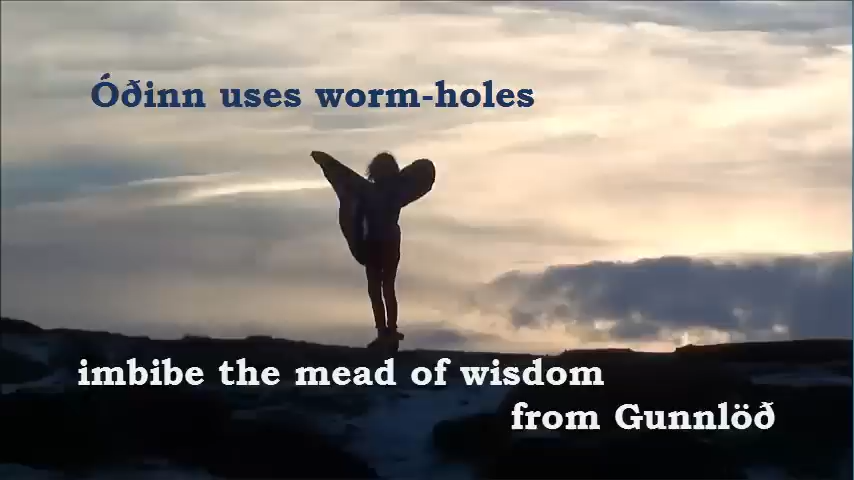 Óðinn uses worm-holes
imbibe the mead of wisdom
from Gunnlöð